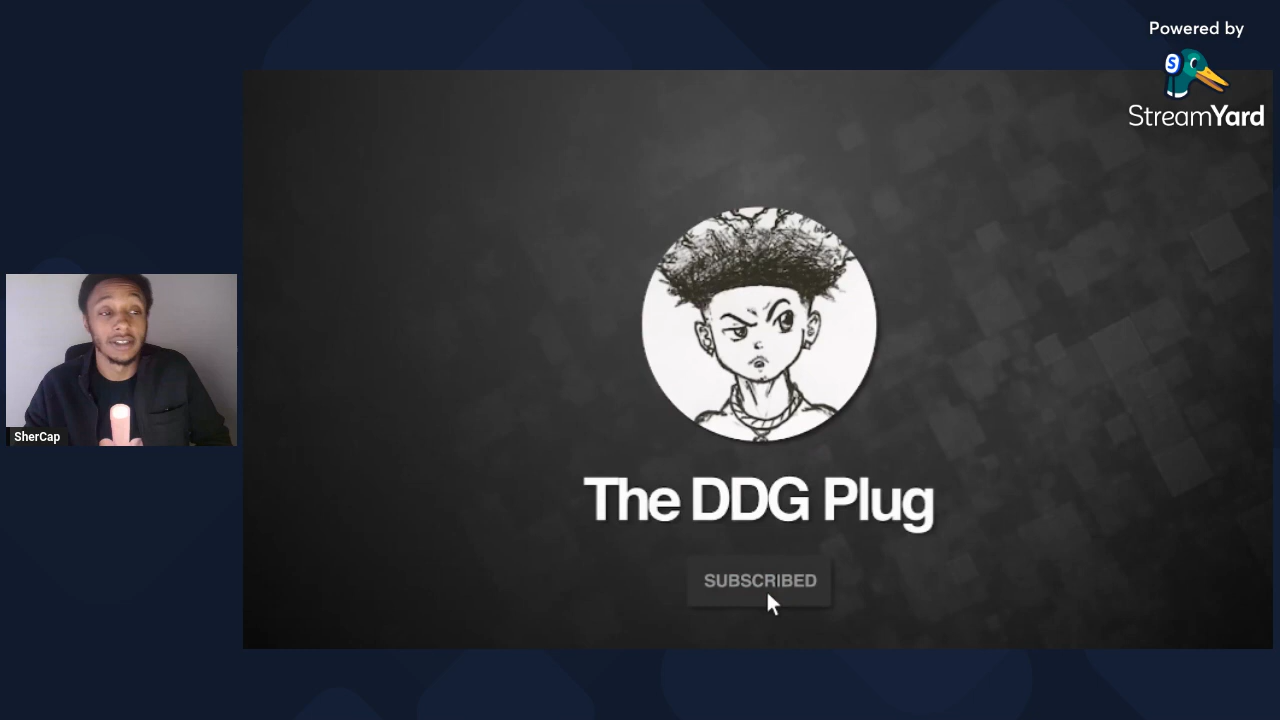 Powered by
S
StreamYard
The DDG Plug
SUBSCRIBED
SherCap